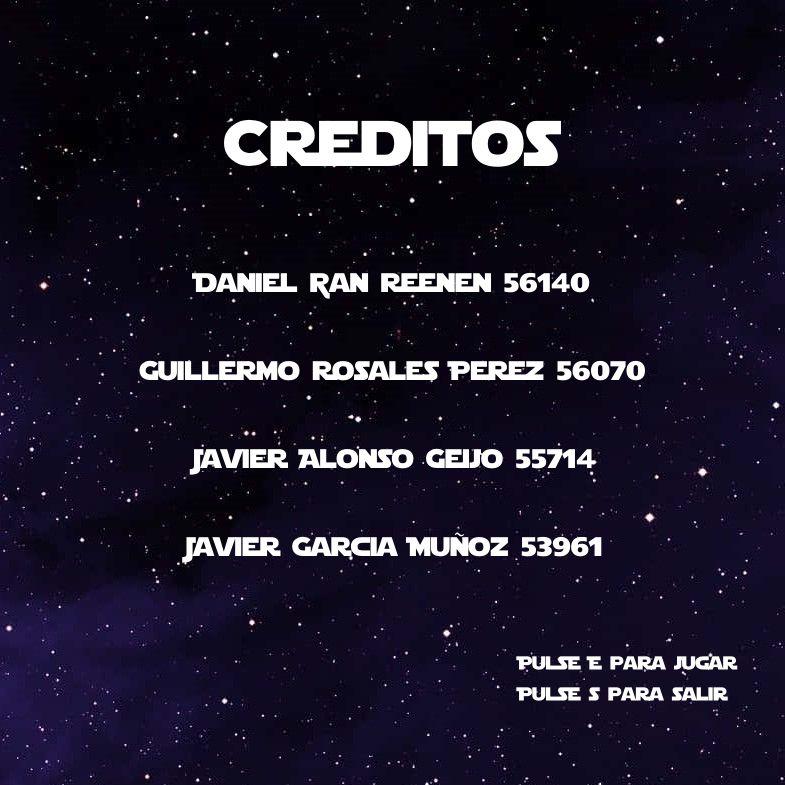 CREDITOS
DANIEL RAN REENEN 56140
GUILLERMO ROSALES PEREZ 56070
JAVIER ALONSO GEIJO 55714
JAVIER GARCIA MUÑOZ 53961
PULSE E PARA JUGAR
PULSE S PARA SALIR